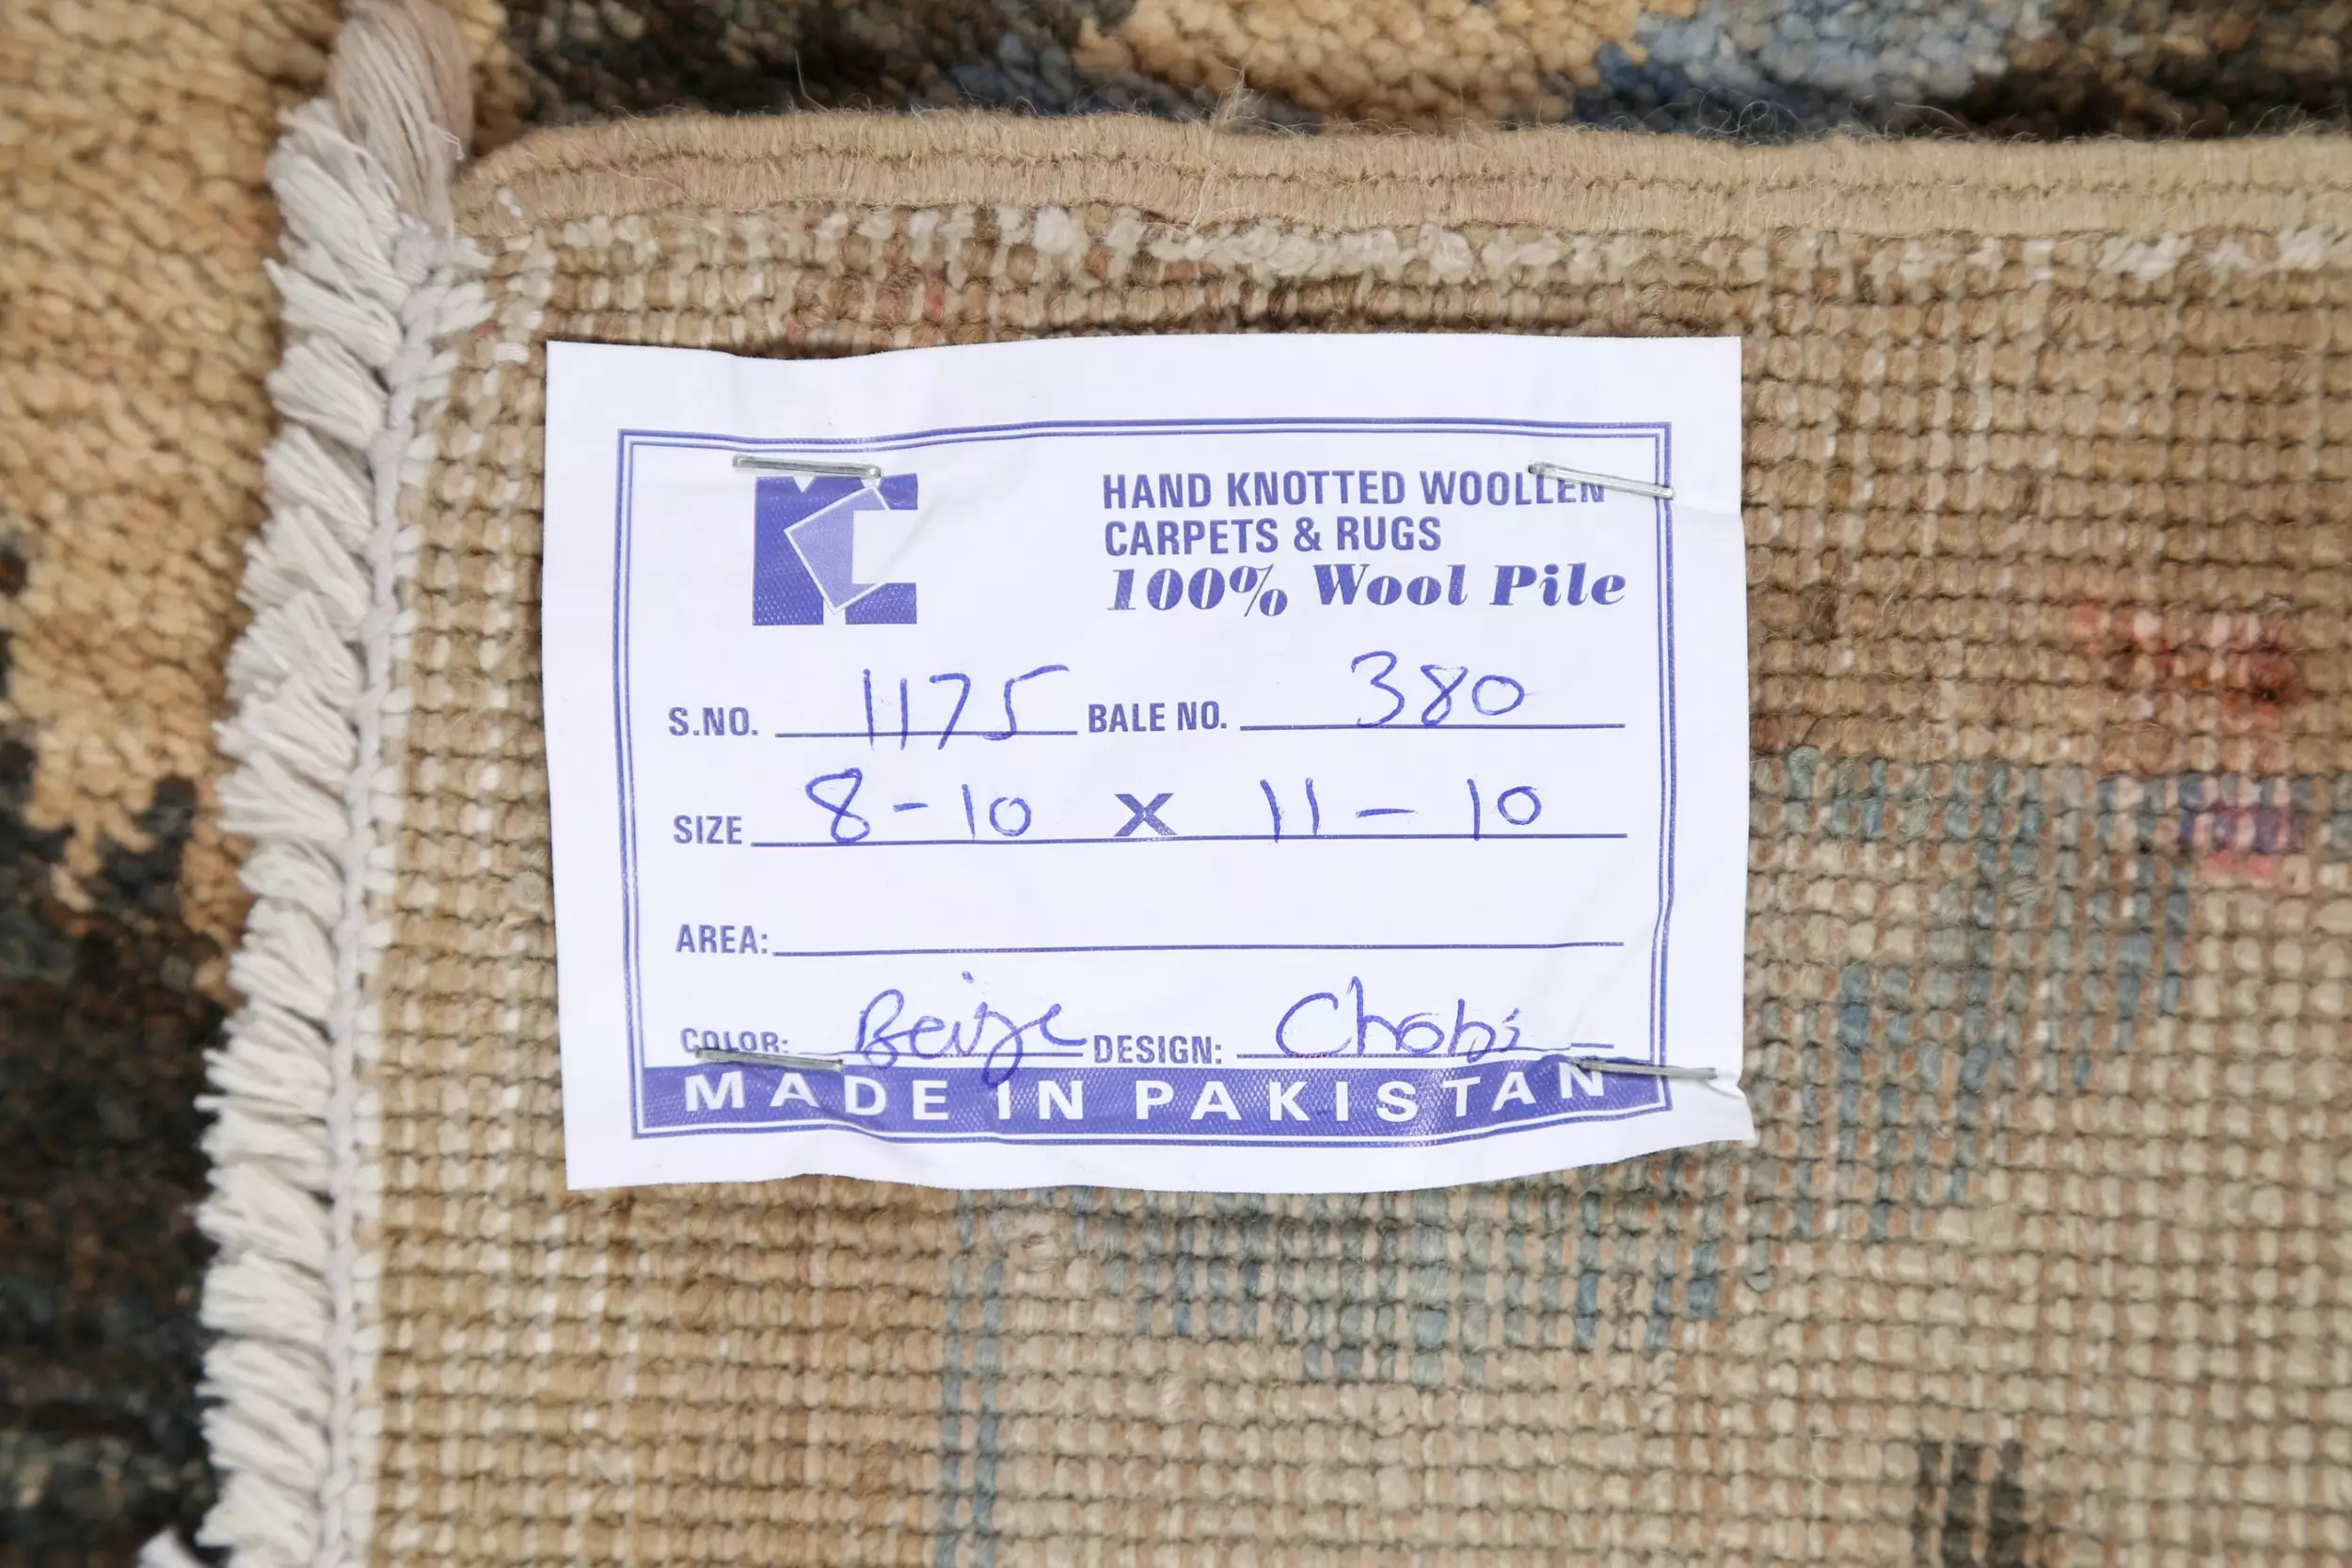 HAND KNOTTED WOOLLEN
CARPETS & RUGS
100% Wool Pile
S.NO. 1175 BALE NO. 380
SIZE 8-10 X 11-10
AREA:
COLOR: Beige DESIGN: Chobi
MADE IN PAKISTAN